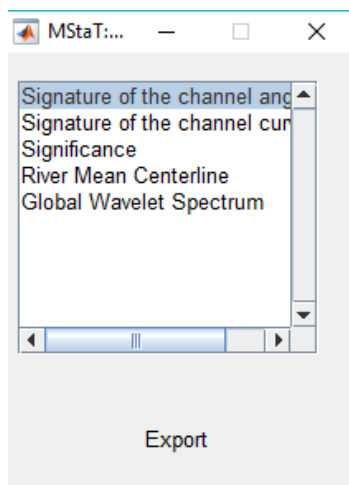 MStaT:...
Signature of the channel ang
Signature of the channel cur
Significance
River Mean Centerline
Global Wavelet Spectrum
Export